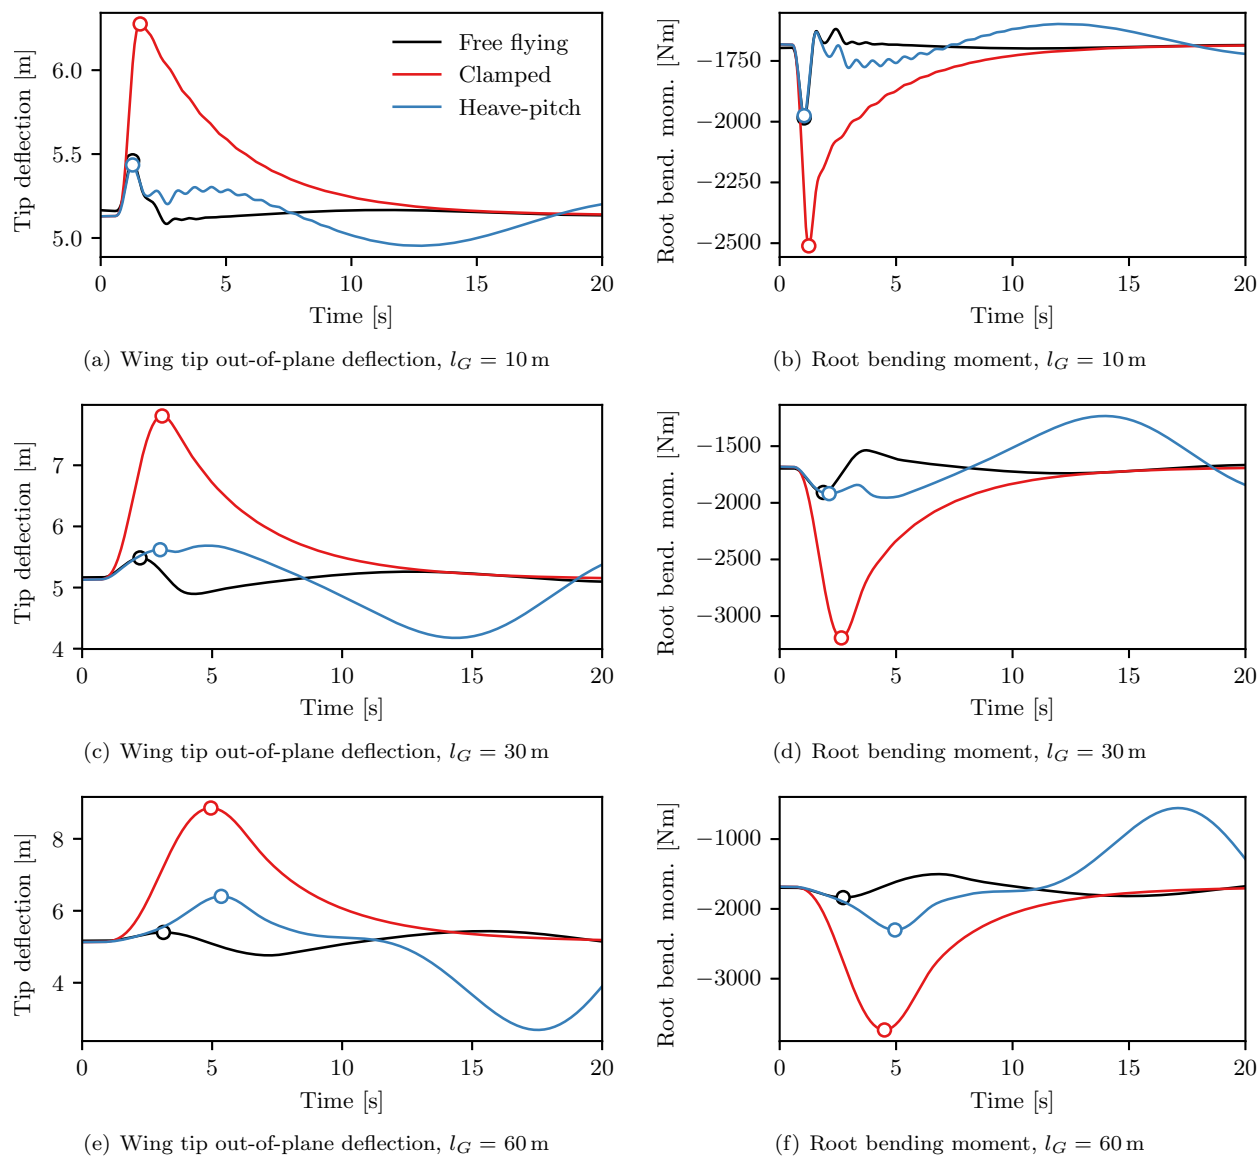 Tip deflection [m]
6.0
5.5
5.0
0 5 10 15 20
Time [s]
Free flying
Clamped
Heave-pitch
(a) Wing tip out-of-plane deflection, l_G = 10 m
Root bend. mom. [Nm]
−1750
−2000
−2250
−2500
0 5 10 15 20
Time [s]
(b) Root bending moment, l_G = 10 m
Tip deflection [m]
7
6
5
4
0 5 10 15 20
Time [s]
(c) Wing tip out-of-plane deflection, l_G = 30 m
Root bend. mom. [Nm]
−1500
−2000
−2500
−3000
0 5 10 15 20
Time [s]
(d) Root bending moment, l_G = 30 m
Tip deflection [m]
8
6
4
0 5 10 15 20
Time [s]
(e) Wing tip out-of-plane deflection, l_G = 60 m
Root bend. mom. [Nm]
−1000
−2000
−3000
0 5 10 15 20
Time [s]
(f) Root bending moment, l_G = 60 m